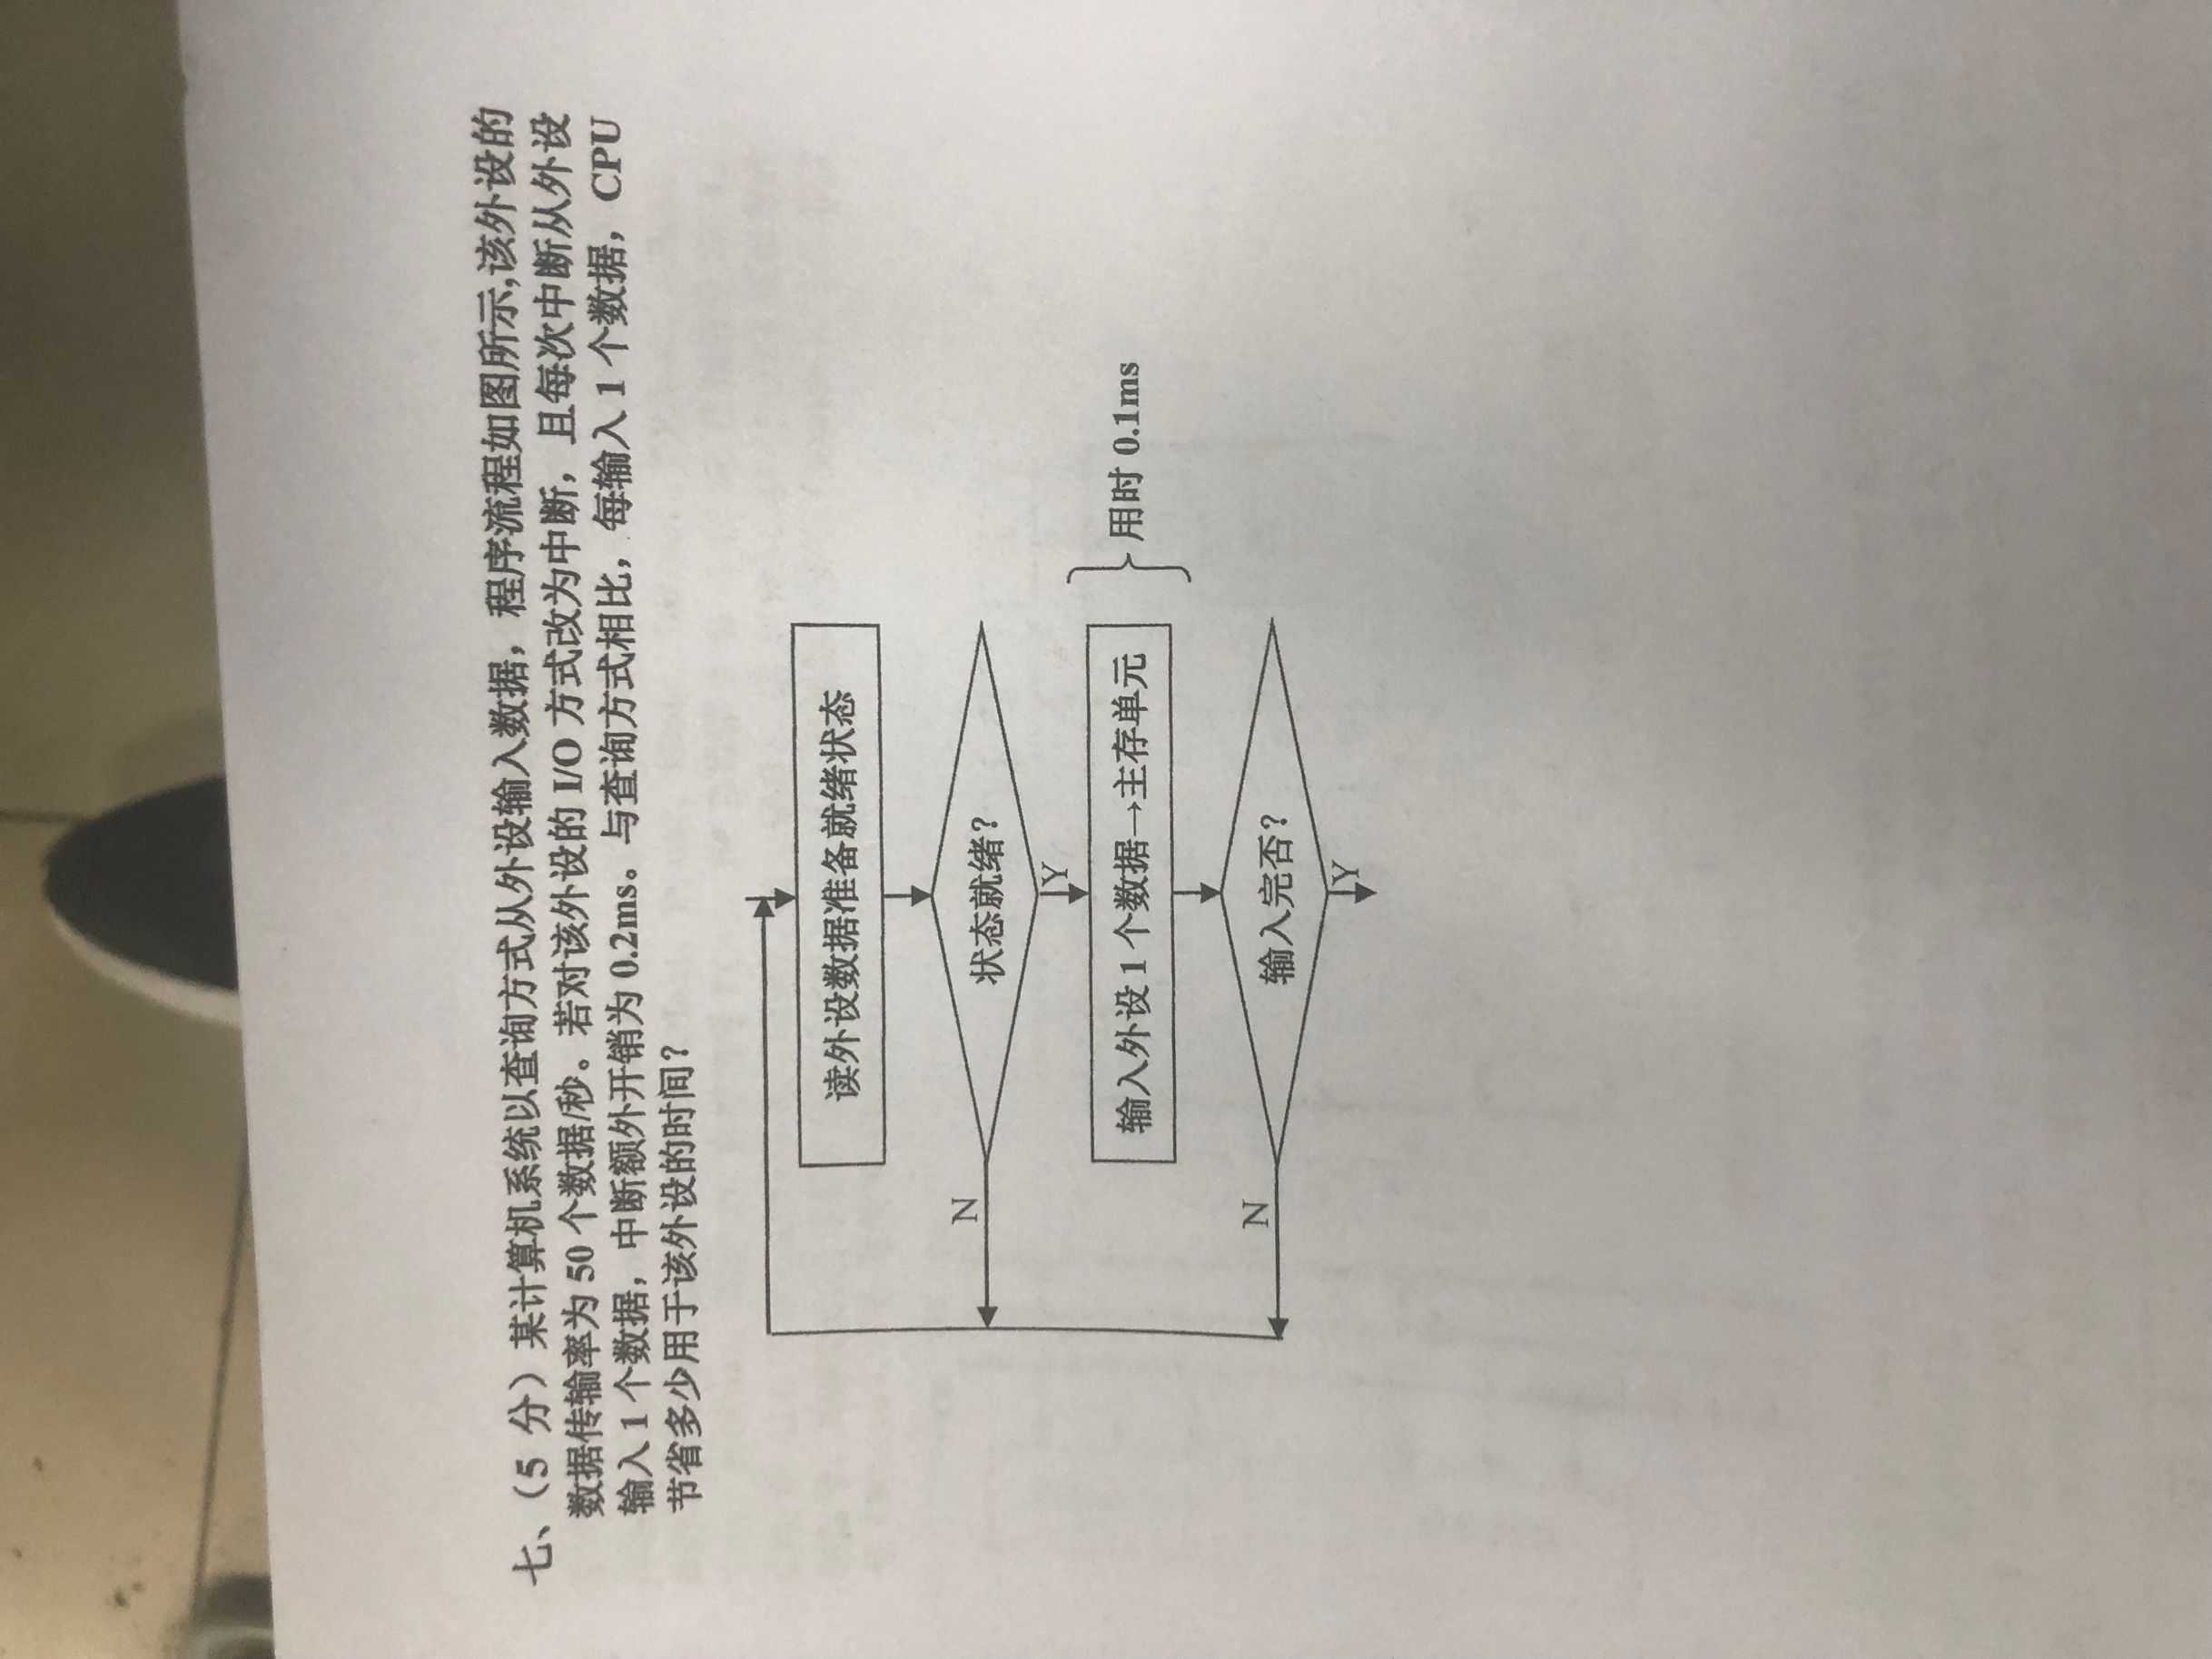 七、（5 分）某计算机系统以查询方式从外设输入数据，程序流程如图所示,该外设的
数据传输率为 50 个数据/秒。若对该外设的 I/O 方式改为中断，且每次中断从外设
输入 1 个数据，中断额外开销为 0.2ms。与查询方式相比，每输入 1 个数据，CPU
节省多少用于该外设的时间？
读外设数据准备就绪状态
N
状态就绪？
Y
输入外设 1 个数据→主存单元
用时 0.1ms
N
输入完否？
Y